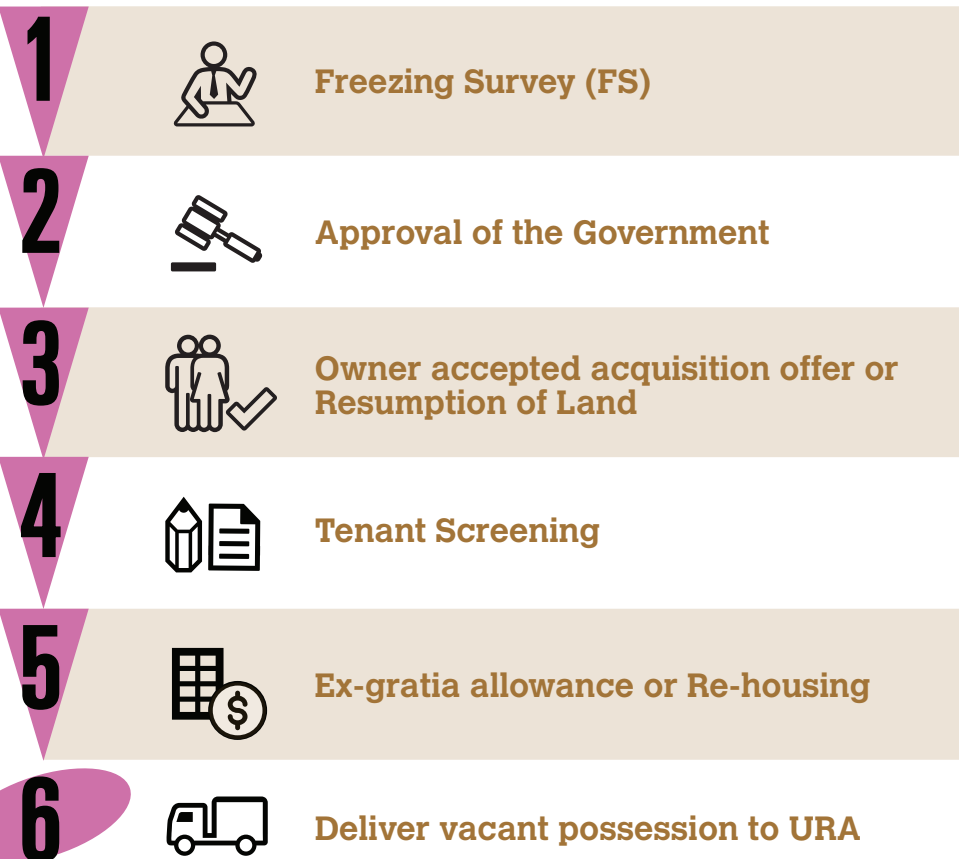 1
Freezing Survey (FS)
2
Approval of the Government
3
Owner accepted acquisition offer or
Resumption of Land
4
Tenant Screening
5
Ex-gratia allowance or Re-housing
$
6
Deliver vacant possession to URA